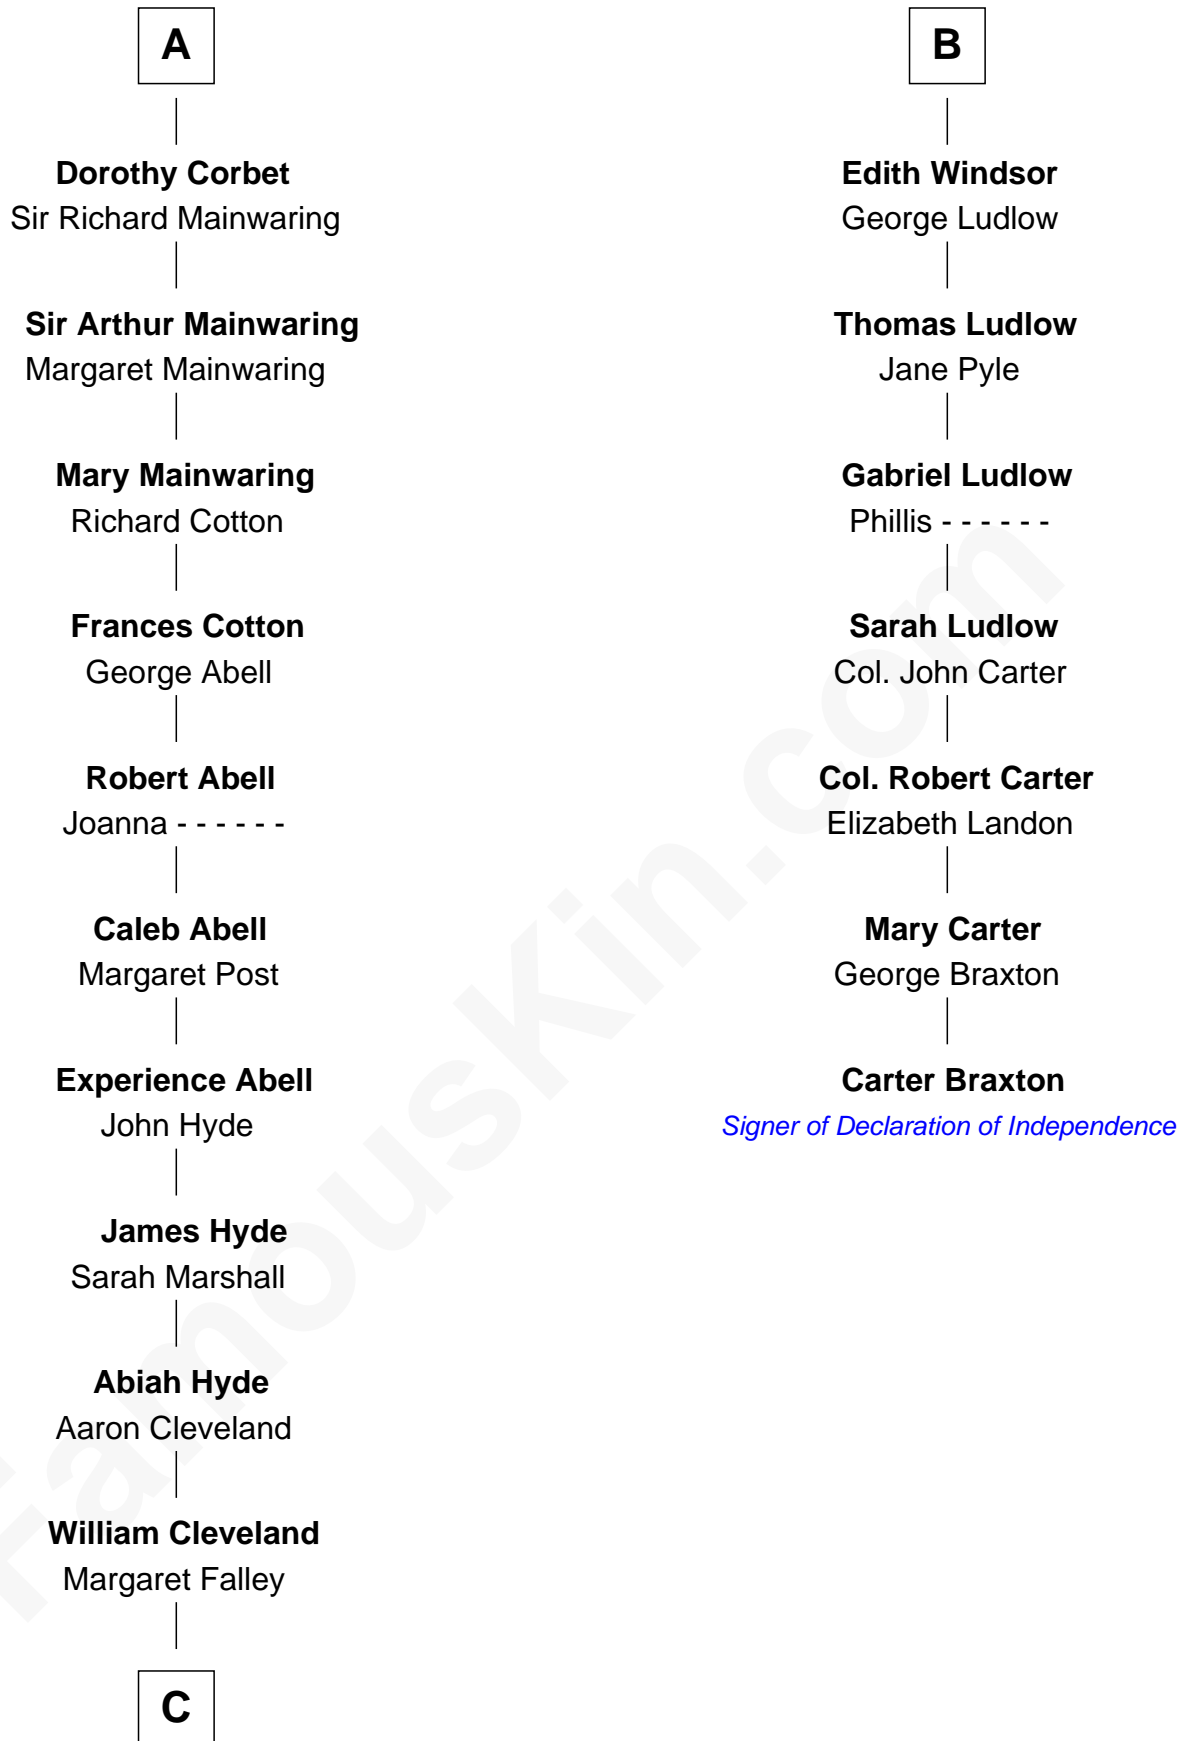 A
Dorothy Corbet
Sir Richard Mainwaring
Sir Arthur Mainwaring
Margaret Mainwaring
Mary Mainwaring
Richard Cotton
Frances Cotton
George Abell
Robert Abell
Joanna - - - - - -
Caleb Abell
Margaret Post
Experience Abell
John Hyde
James Hyde
Sarah Marshall
Abiah Hyde
Aaron Cleveland
William Cleveland
Margaret Falley
C
B
Edith Windsor
George Ludlow
Thomas Ludlow
Jane Pyle
Gabriel Ludlow
Phillis - - - - - -
Sarah Ludlow
Col. John Carter
Col. Robert Carter
Elizabeth Landon
Mary Carter
George Braxton
Carter Braxton
Signer of Declaration of Independence
FamousKin.com